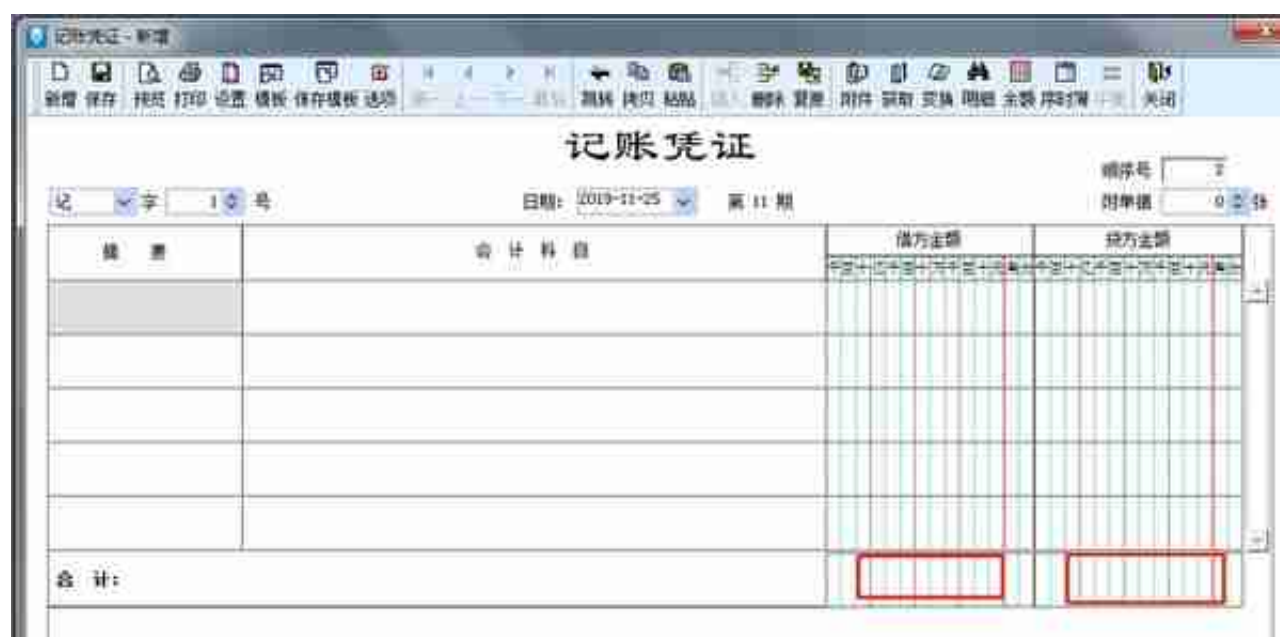 记账凭证 - 新增
新增 保存 预览 打印 设置 模板 保存模板 选项 跳转 拷贝 粘贴 插入 删除 复原 附件 获取 变换 明细 余额 序时簿 关闭
记账凭证
顺序号 2
记 字 1 号 日期: 2019-11-25 第 11 期 附单据 0 张
摘 要 会 计 科 目 借方金额 贷方金额
合 计: